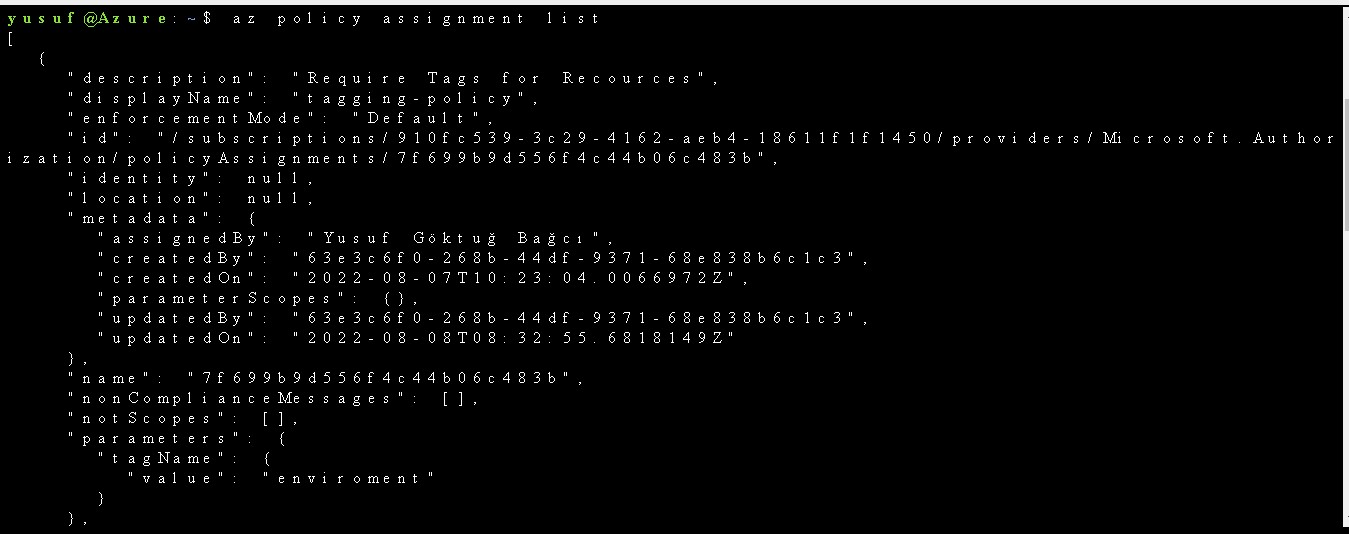 yusuf@Azure:~$ az policy assignment list
[
  {
    "description": "Require Tags for Recources",
    "displayName": "tagging-policy",
    "enforcementMode": "Default",
    "id": "/subscriptions/910fc539-3c29-4162-aeb4-18611f1f1450/providers/Microsoft.Author
ization/policyAssignments/7f699b9d556f4c44b06c483b",
    "identity": null,
    "location": null,
    "metadata": {
      "assignedBy": "Yusuf Göktuğ Bağcı",
      "createdBy": "63e3c6f0-268b-44df-9371-68e838b6c1c3",
      "createdOn": "2022-08-07T10:23:04.0066972Z",
      "parameterScopes": {},
      "updatedBy": "63e3c6f0-268b-44df-9371-68e838b6c1c3",
      "updatedOn": "2022-08-08T08:32:55.6818149Z"
    },
    "name": "7f699b9d556f4c44b06c483b",
    "nonComplianceMessages": [],
    "notScopes": [],
    "parameters": {
      "tagName": {
        "value": "enviroment"
      }
    },